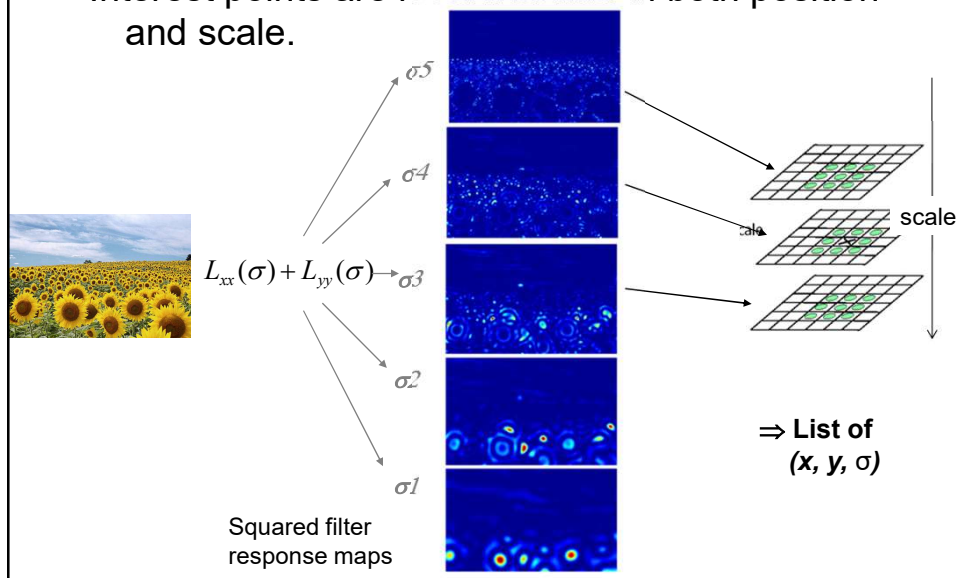 and scale.
σ5
σ4
L_xx(σ) + L_yy(σ) σ3
σ2
σ1
scale
⇒ List of
(x, y, σ)
Squared filter
response maps